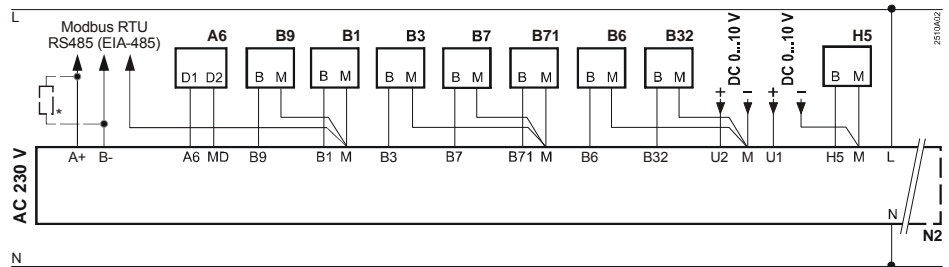 L
Modbus RTU
RS485 (EIA-485)
A6 B9 B1 B3 B7 B71 B6 B32 DC 0...10 V DC 0...10 V H5
2510A02
D1 D2 B M B M B M B M B M B M B M B M
+ − + −
*
A+ B- A6 MD B9 B1 M B3 B7 B71 M B6 B32 U2 M U1 H5 M L
AC 230 V
N
N2
N